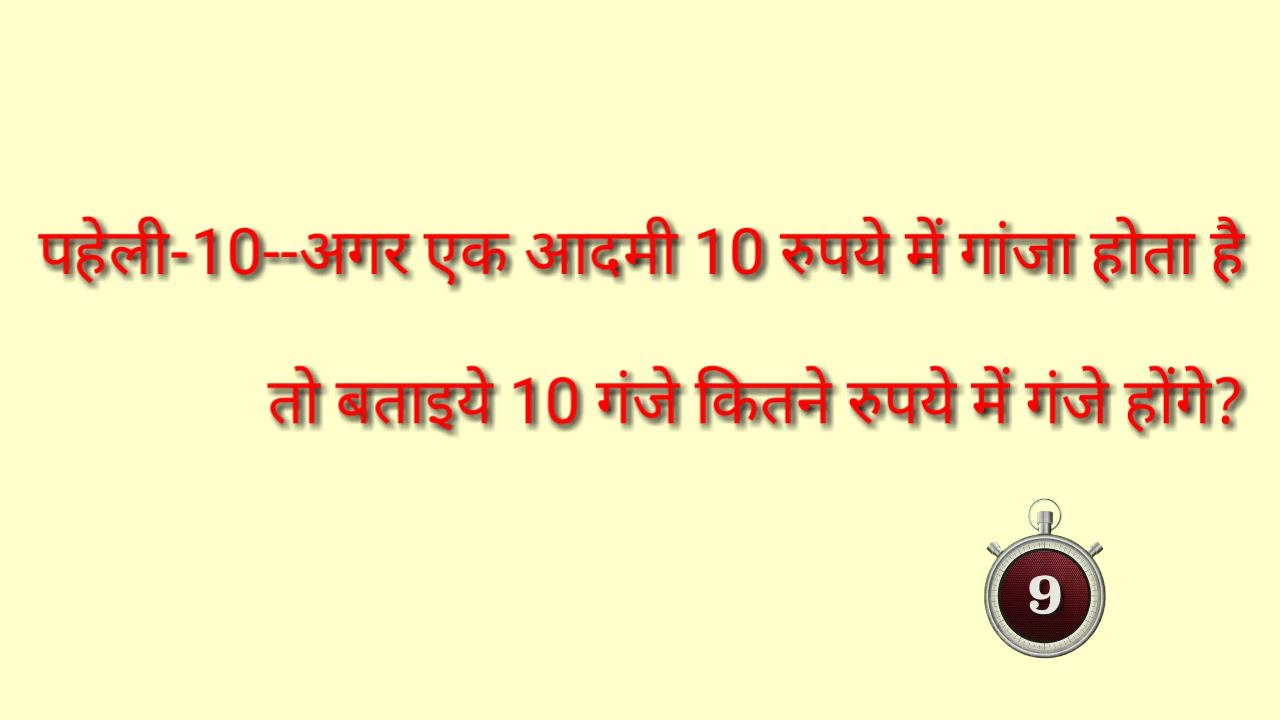 पहेली-10--अगर एक आदमी 10 रुपये में गांजा होता है
तो बताइये 10 गंजे कितने रुपये में गंजे होंगे?
9